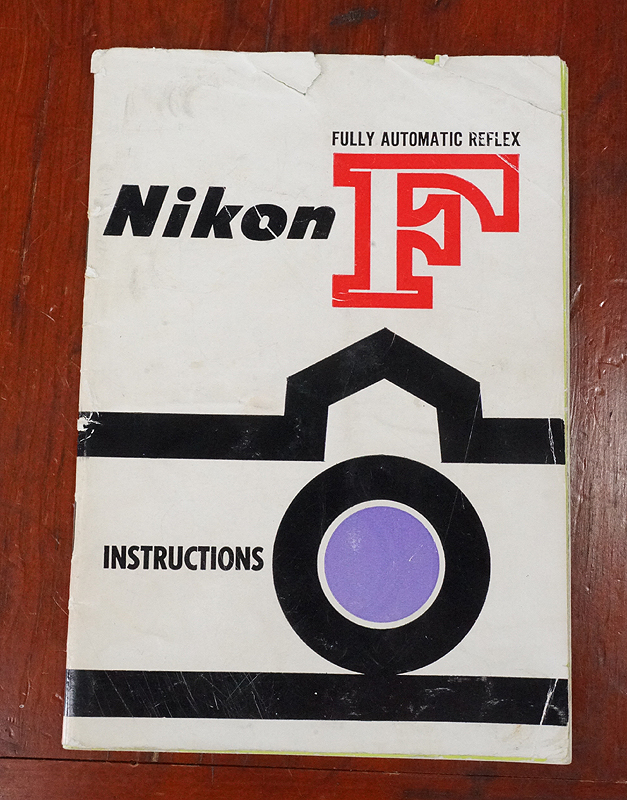 FULLY AUTOMATIC REFLEX
Nikon F
INSTRUCTIONS